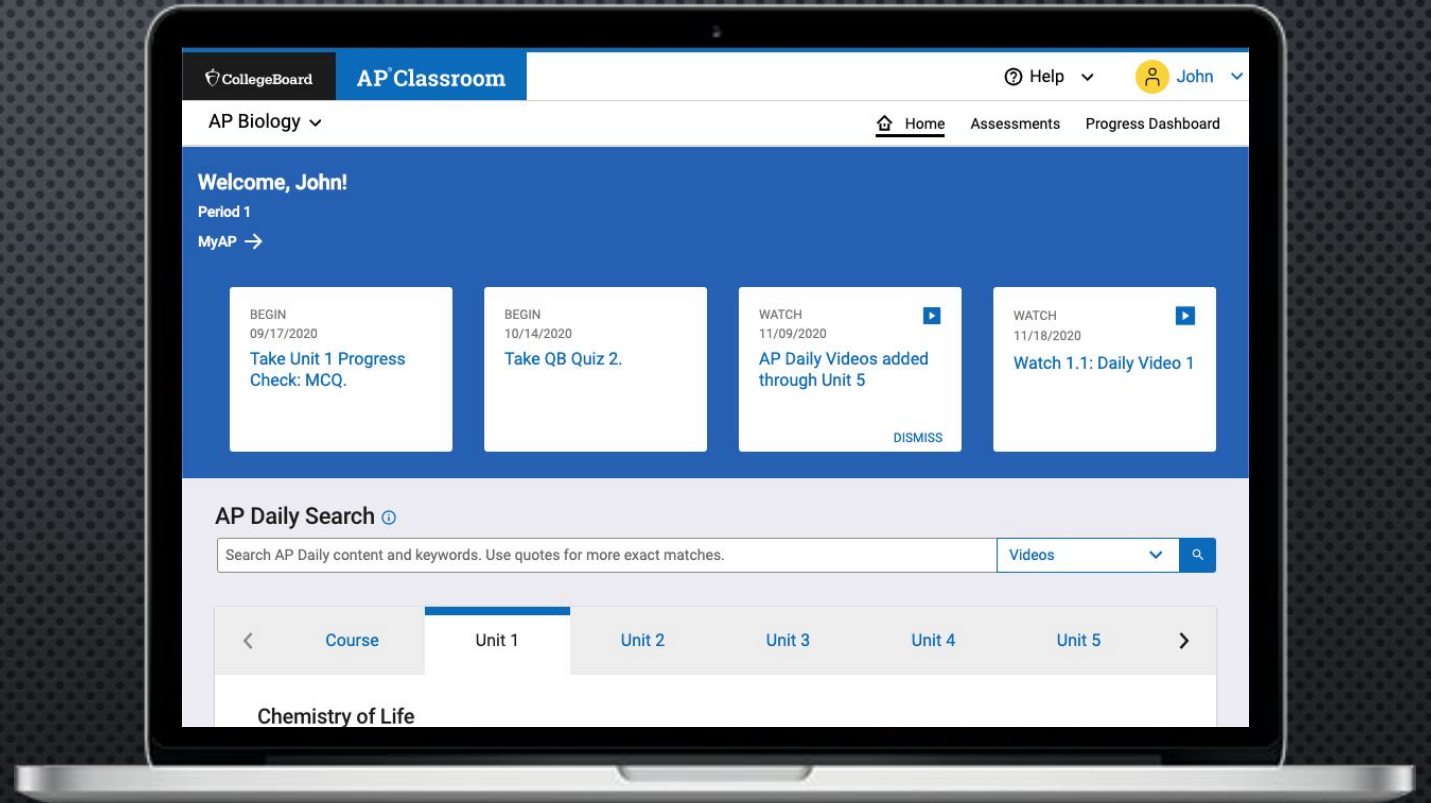 CollegeBoard
AP®Classroom
Help
John
AP Biology
Home
Assessments
Progress Dashboard
Welcome, John!
Period 1
MyAP
BEGIN
09/17/2020
Take Unit 1 Progress
Check: MCQ.
BEGIN
10/14/2020
Take QB Quiz 2.
WATCH
11/09/2020
AP Daily Videos added
through Unit 5
DISMISS
WATCH
11/18/2020
Watch 1.1: Daily Video 1
AP Daily Search
Search AP Daily content and keywords. Use quotes for more exact matches.
Videos
Course
Unit 1
Unit 2
Unit 3
Unit 4
Unit 5
Chemistry of Life